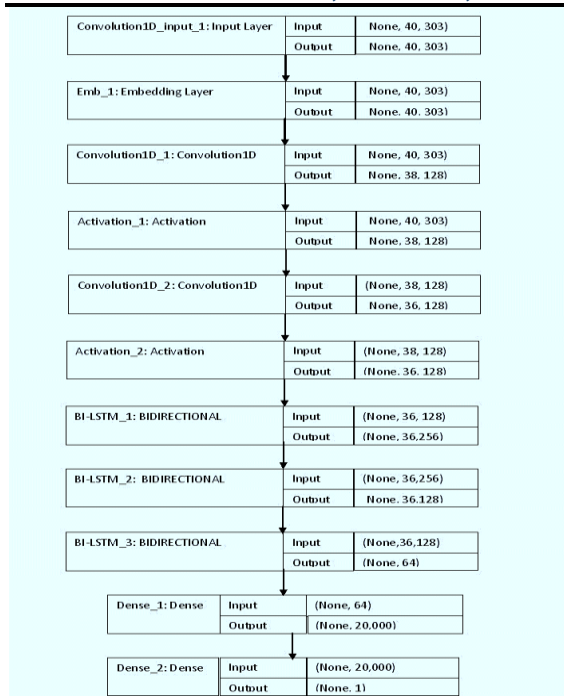 Convolution1D_input_1: Input Layer Input None, 40, 303)
Output None, 40, 303)
Emb_1: Embedding Layer Input None, 40, 303)
Output None. 40. 303)
Convolution1D_1: Convolution1D Input None, 40, 303)
Output None. 38. 128)
Activation_1: Activation Input None, 40, 303)
Output None, 38, 128)
Convolution1D_2: Convolution1D Input (None, 38, 128)
Output None, 36, 128)
Activation_2: Activation Input (None, 38, 128)
Output (None. 36. 128)
BI-LSTM_1: BIDIRECTIONAL Input (None, 36, 128)
Output (None, 36,256)
BI-LSTM_2: BIDIRECTIONAL Input (None, 36,256)
Output None. 36.128)
BI-LSTM_3: BIDIRECTIONAL Input (None,36,128)
Output (None, 64)
Dense_1: Dense Input (None, 64)
Output (None, 20,000)
Dense_2: Dense Input (None, 20,000)
Output (None. 1)